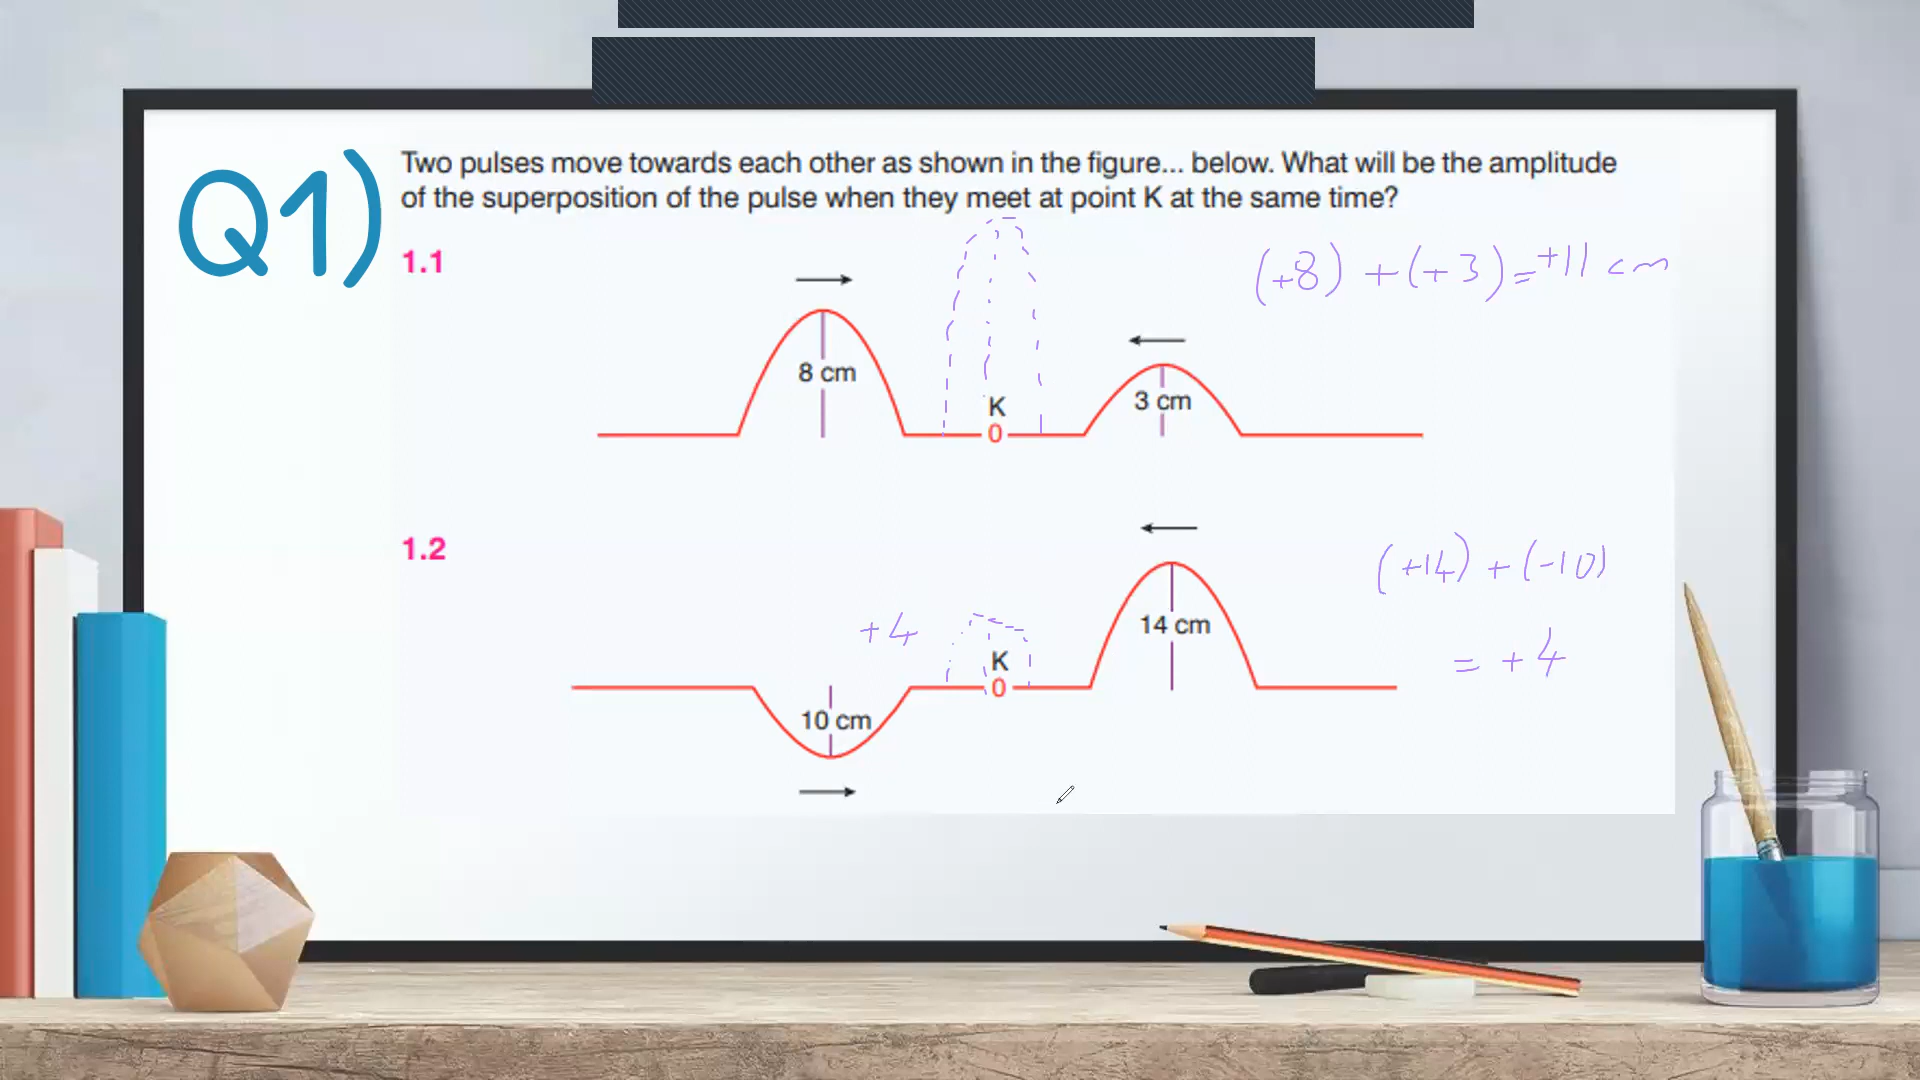 Q1)
Two pulses move towards each other as shown in the figure... below. What will be the amplitude
of the superposition of the pulse when they meet at point K at the same time?
1.1
(+8) + (+3) = +11 cm
8 cm
3 cm
K
0
1.2
(+14) + (-10)
= +4
+4
14 cm
K
0
10 cm